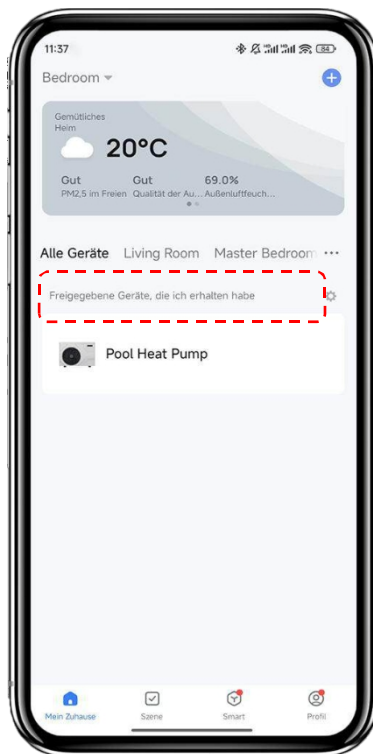 11:37
84
Bedroom
Gemütliches
Heim
20°C
Gut Gut 69.0%
PM2,5 im Freien Qualität der Au... Außenluftfeuch...
Alle Geräte Living Room Master Bedroom ...
Freigegebene Geräte, die ich erhalten habe
Pool Heat Pump
Mein Zuhause Szene Smart Profil